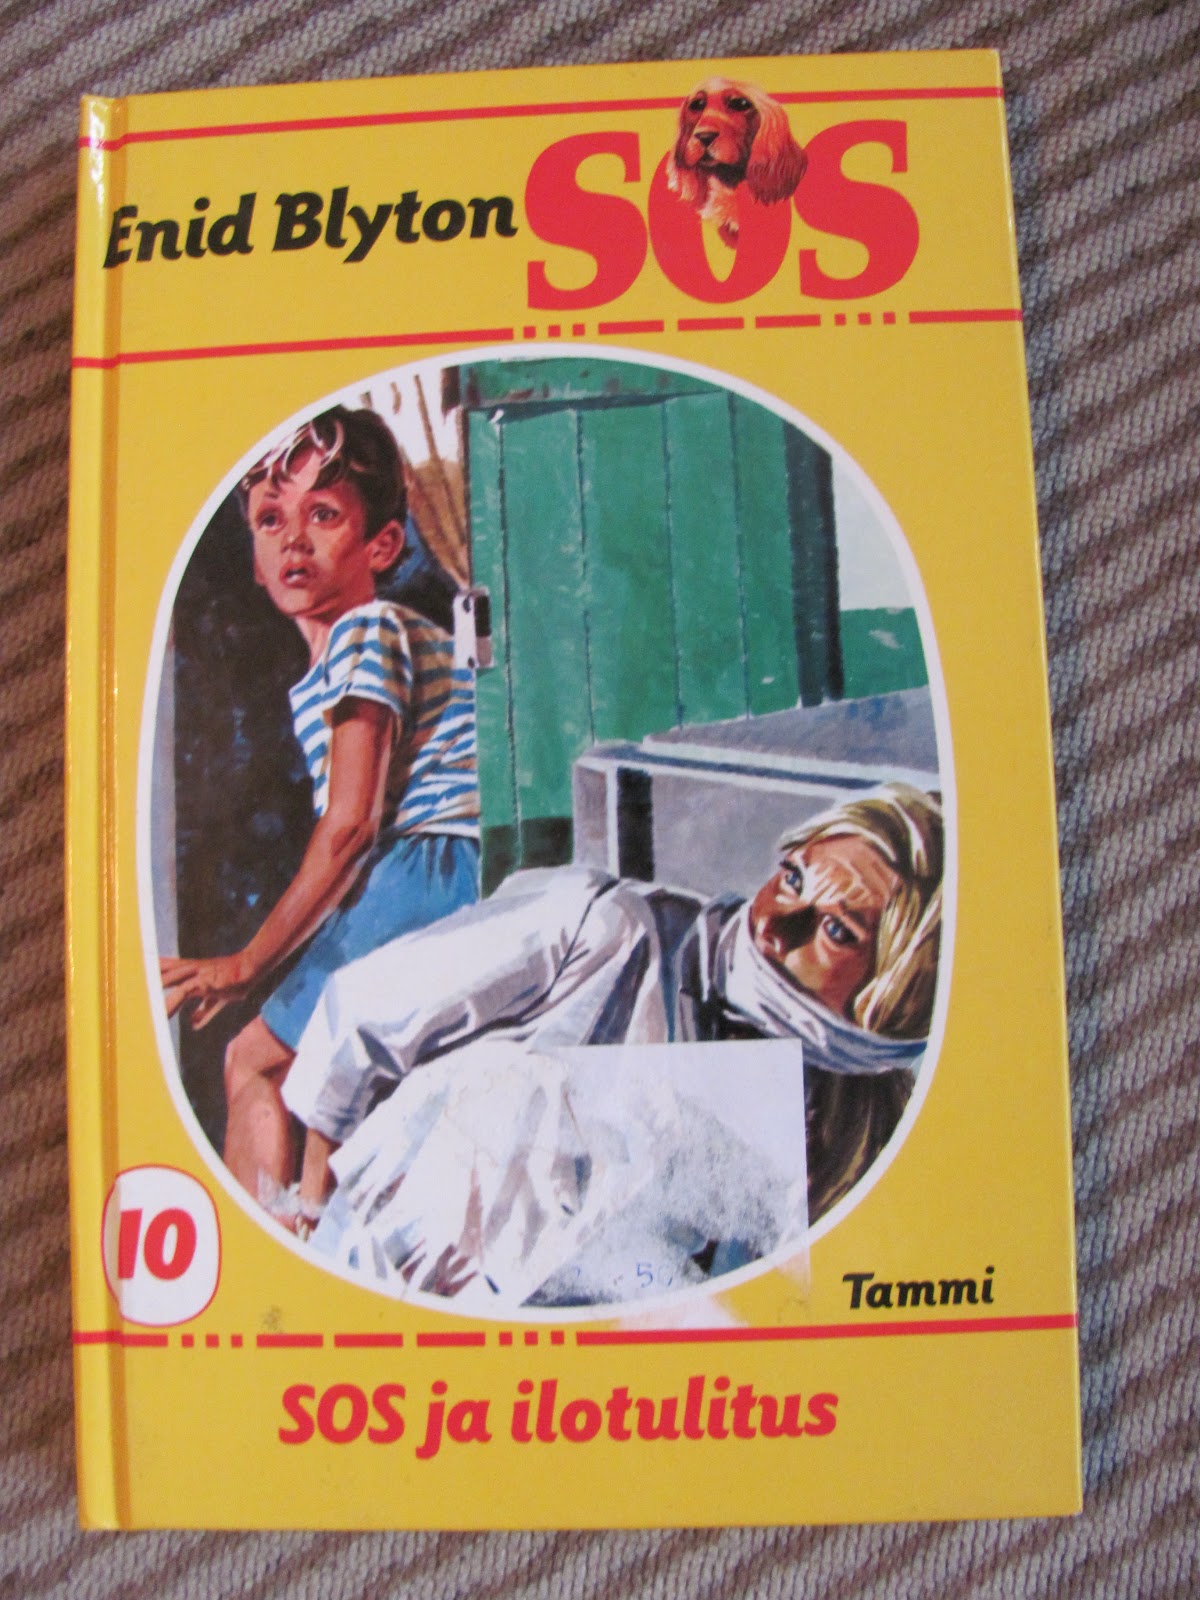 Enid Blyton SOS
10
Tammi
SOS ja ilotulitus